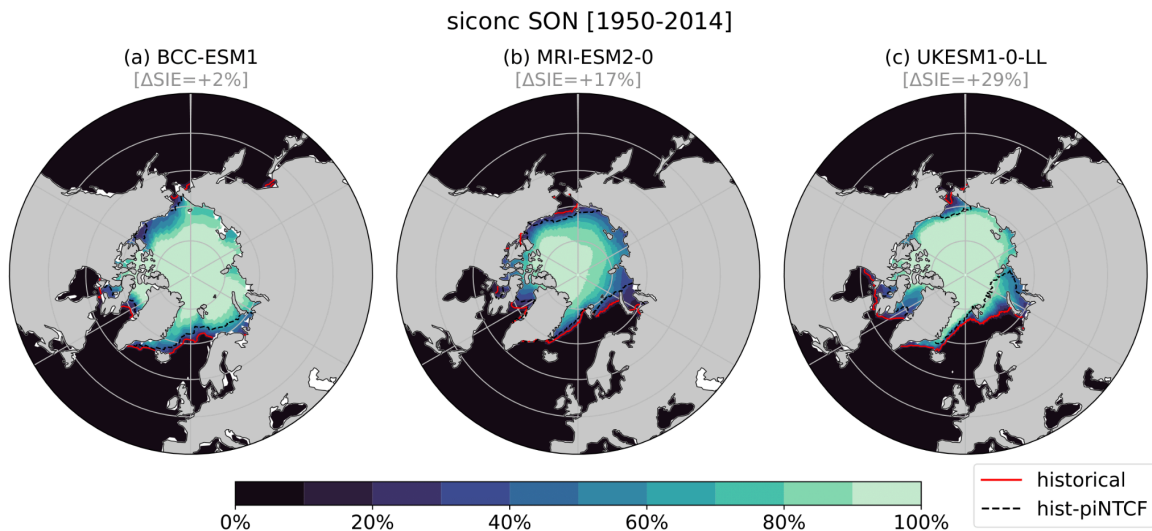 siconc SON [1950-2014]
(a) BCC-ESM1
[ΔSIE=+2%]
(b) MRI-ESM2-0
[ΔSIE=+17%]
(c) UKESM1-0-LL
[ΔSIE=+29%]
0%
20%
40%
60%
80%
100%
historical
hist-piNTCF